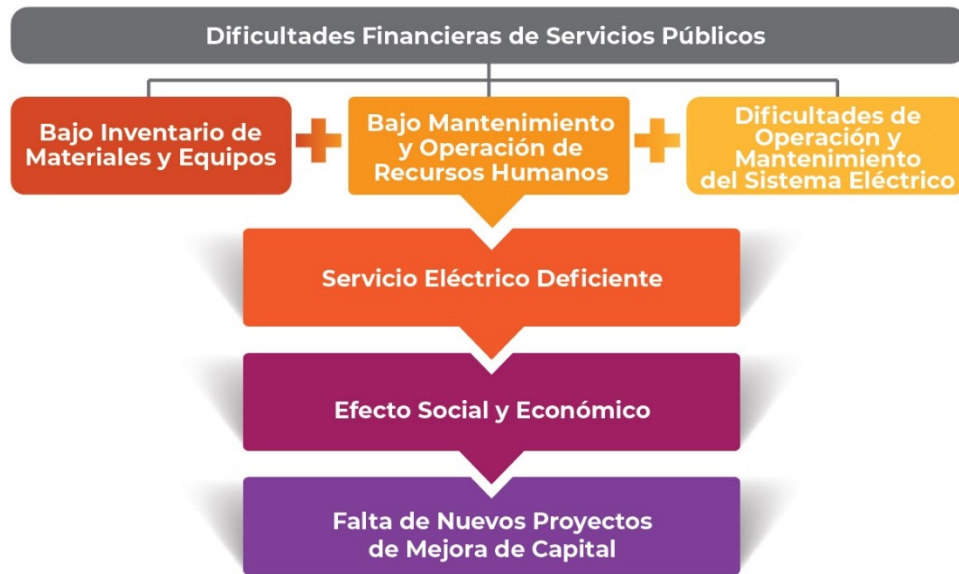 Dificultades Financieras de Servicios Públicos
Bajo Inventario de
Materiales y Equipos
Bajo Mantenimiento
y Operación de
Recursos Humanos
Dificultades de
Operación y
Mantenimiento
del Sistema Eléctrico
Servicio Eléctrico Deficiente
Efecto Social y Económico
Falta de Nuevos Proyectos
de Mejora de Capital